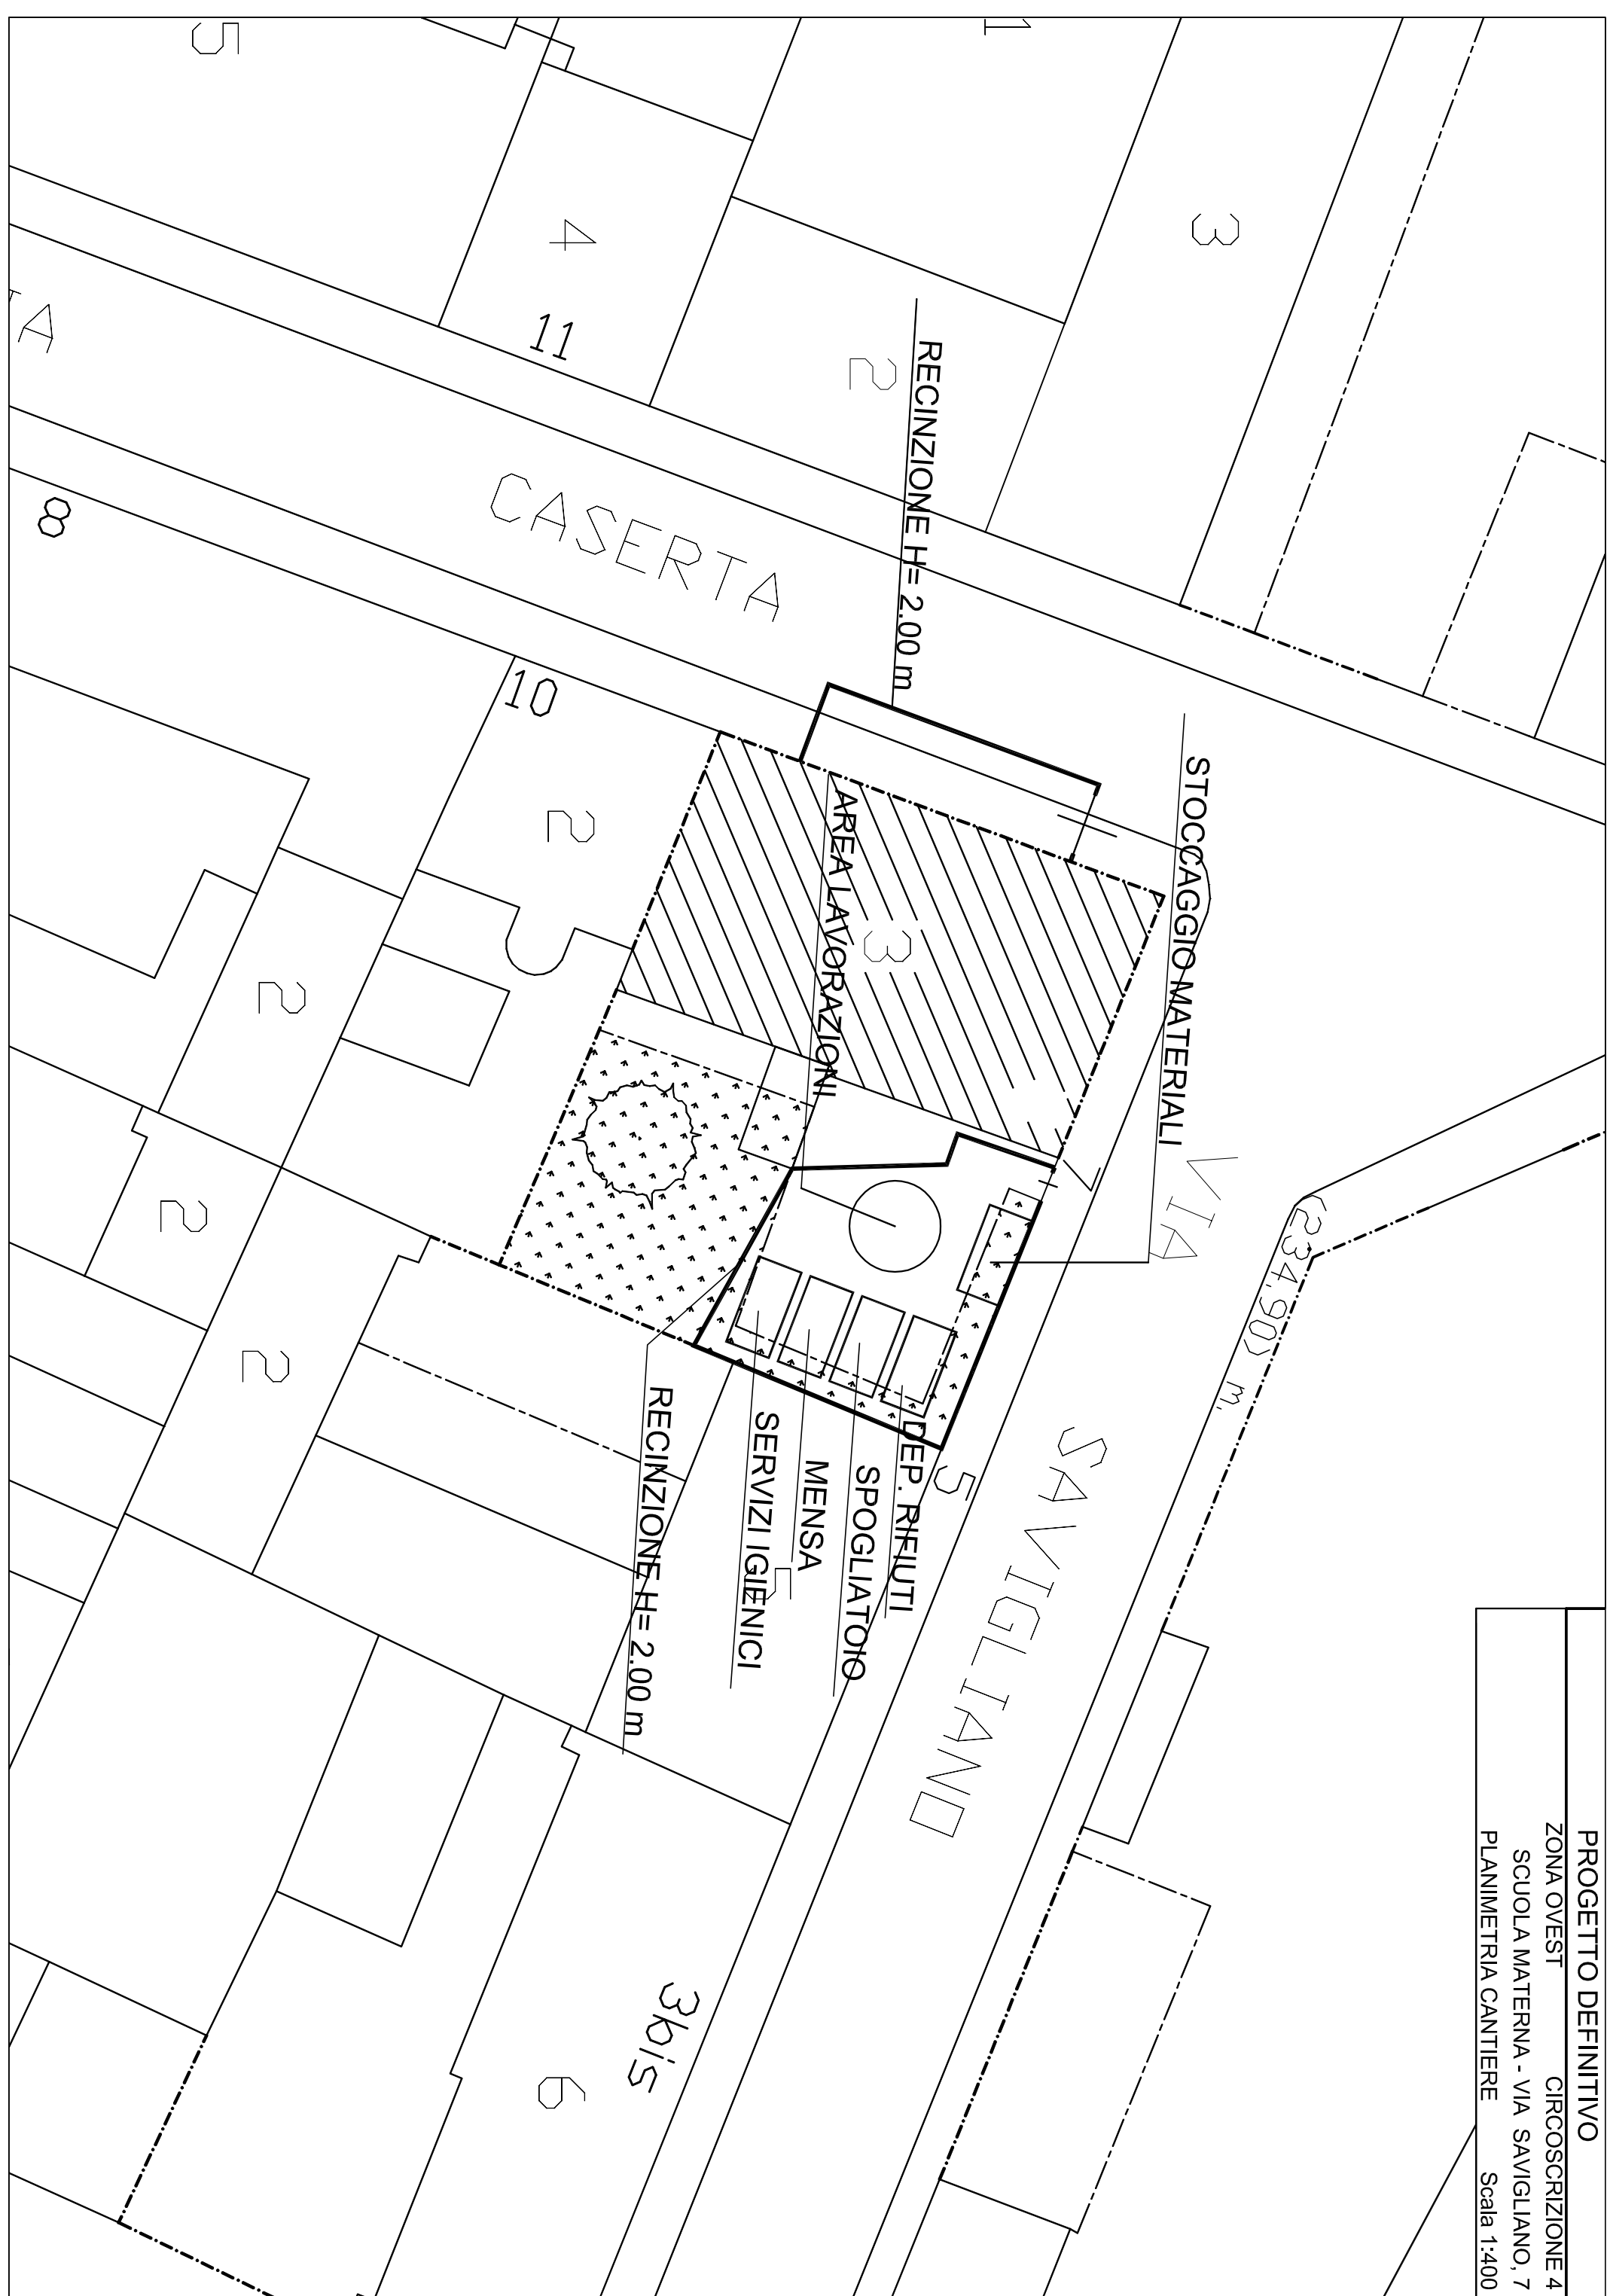 PROGETTO DEFINITIVO
ZONA OVEST CIRCOSCRIZIONE 4
SCUOLA MATERNA - VIA SAVIGLIANO, 7
PLANIMETRIA CANTIERE Scala 1:400
3
1
5
4
11
2
RECINZIONE H= 2.00 m
TA
CASERTA
8
10
2
STOCCAGGIO MATERIALI
AREA LAVORAZIONI
3
VIA
SAVIGLIANO
(234.90) m.
2
2
2
DEP. RIFIUTI
SPOGLIATOIO
MENSA
SERVIZI IGIENICI
RECINZIONE H= 2.00 m
5
3bis
6